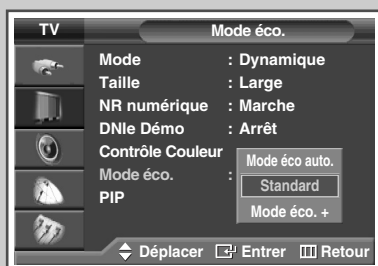 TV Mode éco.
Mode : Dynamique
Taille : Large
NR numérique : Marche
DNIe Démo : Arrêt
Contrôle Couleur
Mode éco. :
PIP
Mode éco auto.
Standard
Mode éco. +
Déplacer Entrer Retour